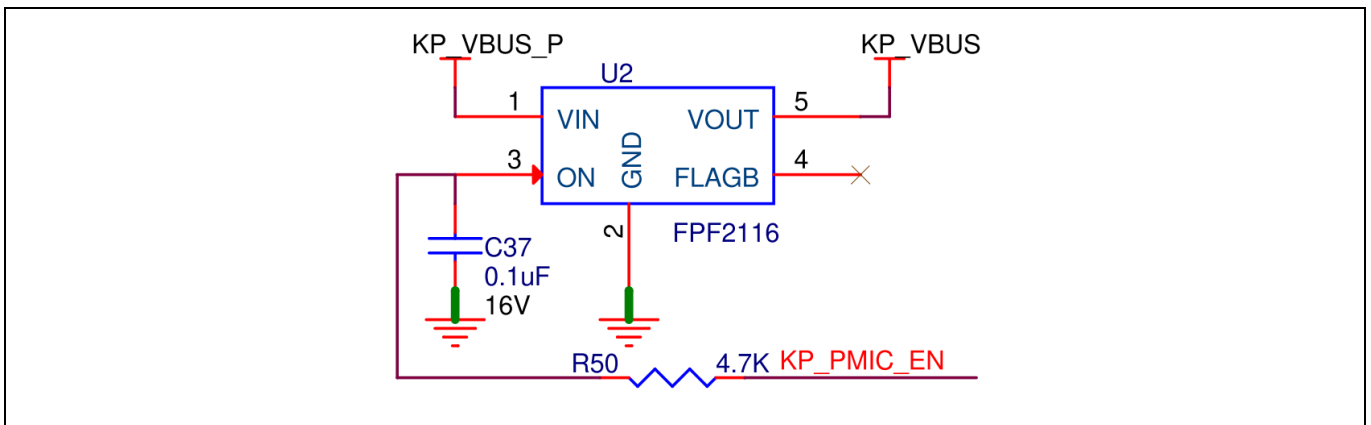 KP_VBUS_P
KP_VBUS
U2
1
VIN
VOUT
5
3
ON
GND
FLAGB
4
2
FPF2116
C37
0.1uF
16V
R50
4.7K
KP_PMIC_EN